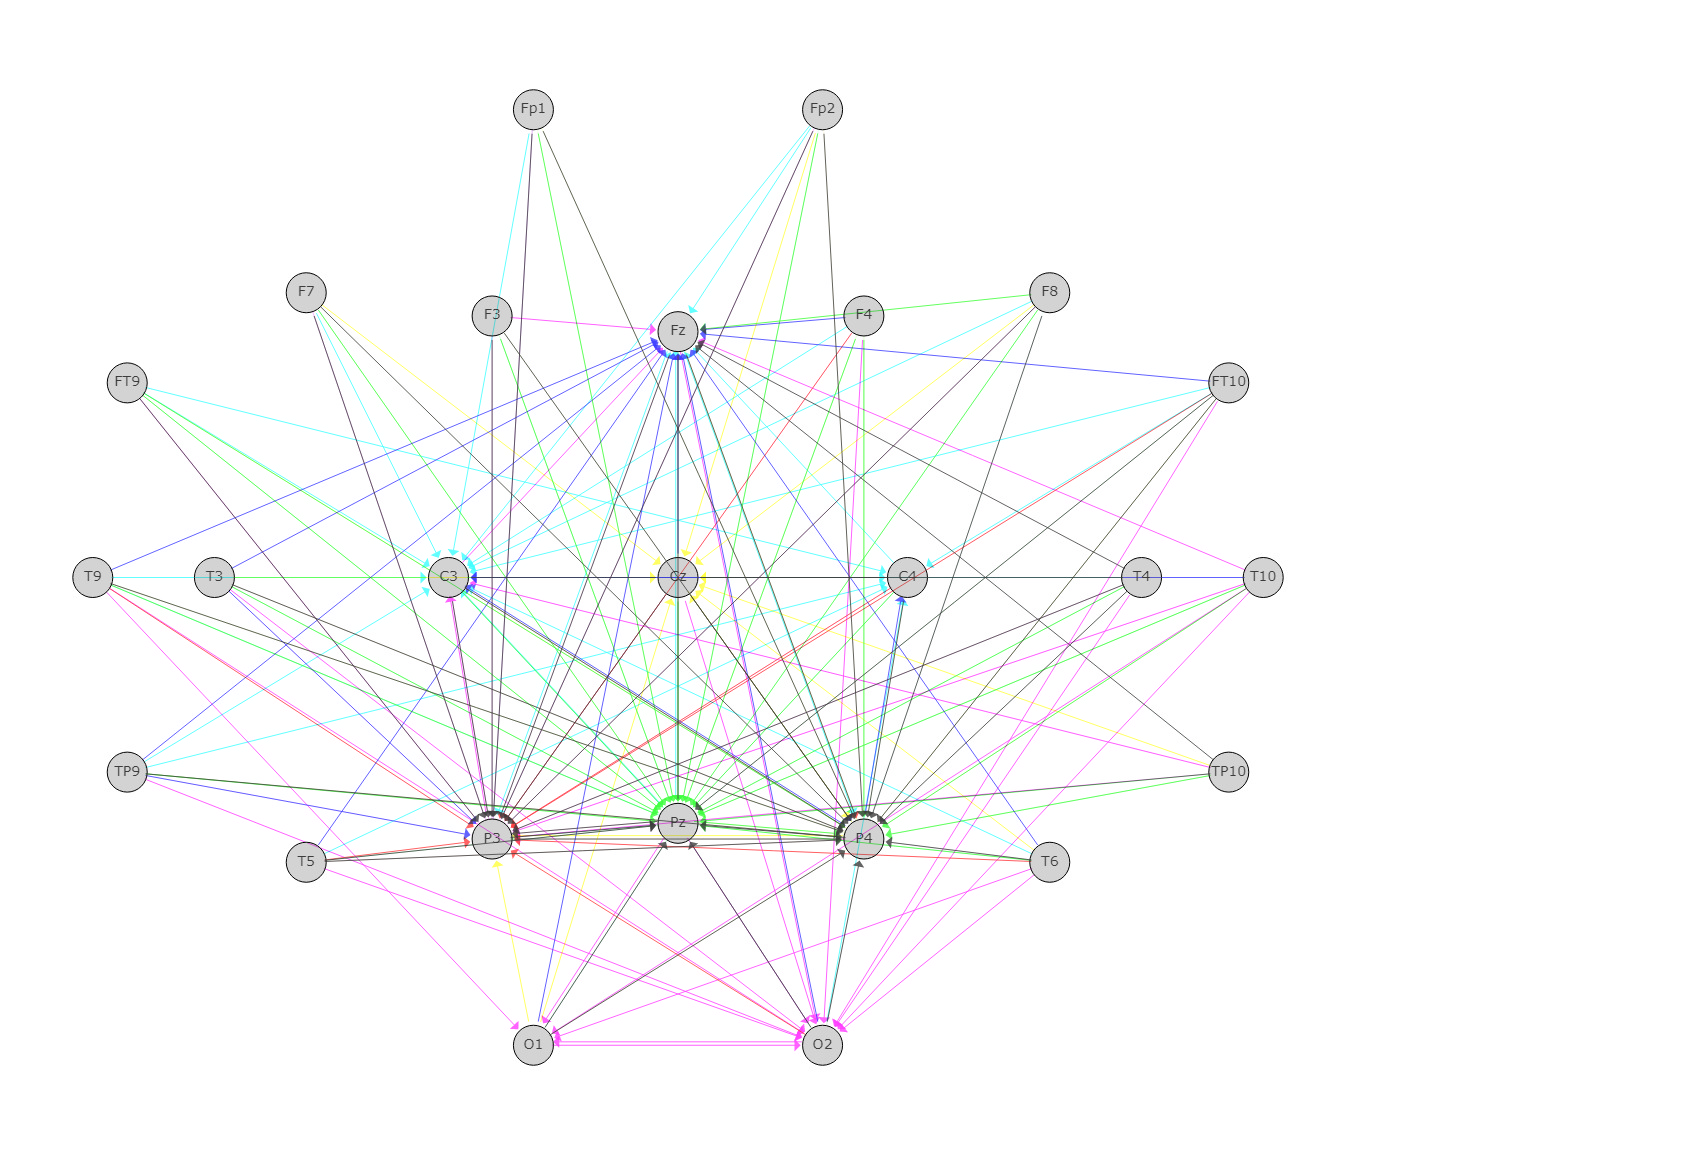 Fp1 Fp2
F7 F3 Fz F4 F8
FT9 FT10
T9 T3 C3 Cz C4 T4 T10
TP9 TP10
T5 P3 Pz P4 T6
O1 O2